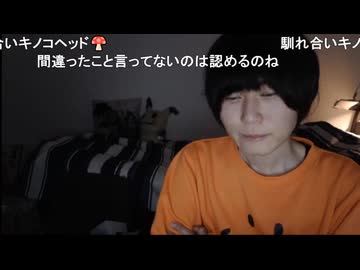 いキノコヘッド🍄
馴れ合いキノ
間違ったこと言ってないのは認めるのね